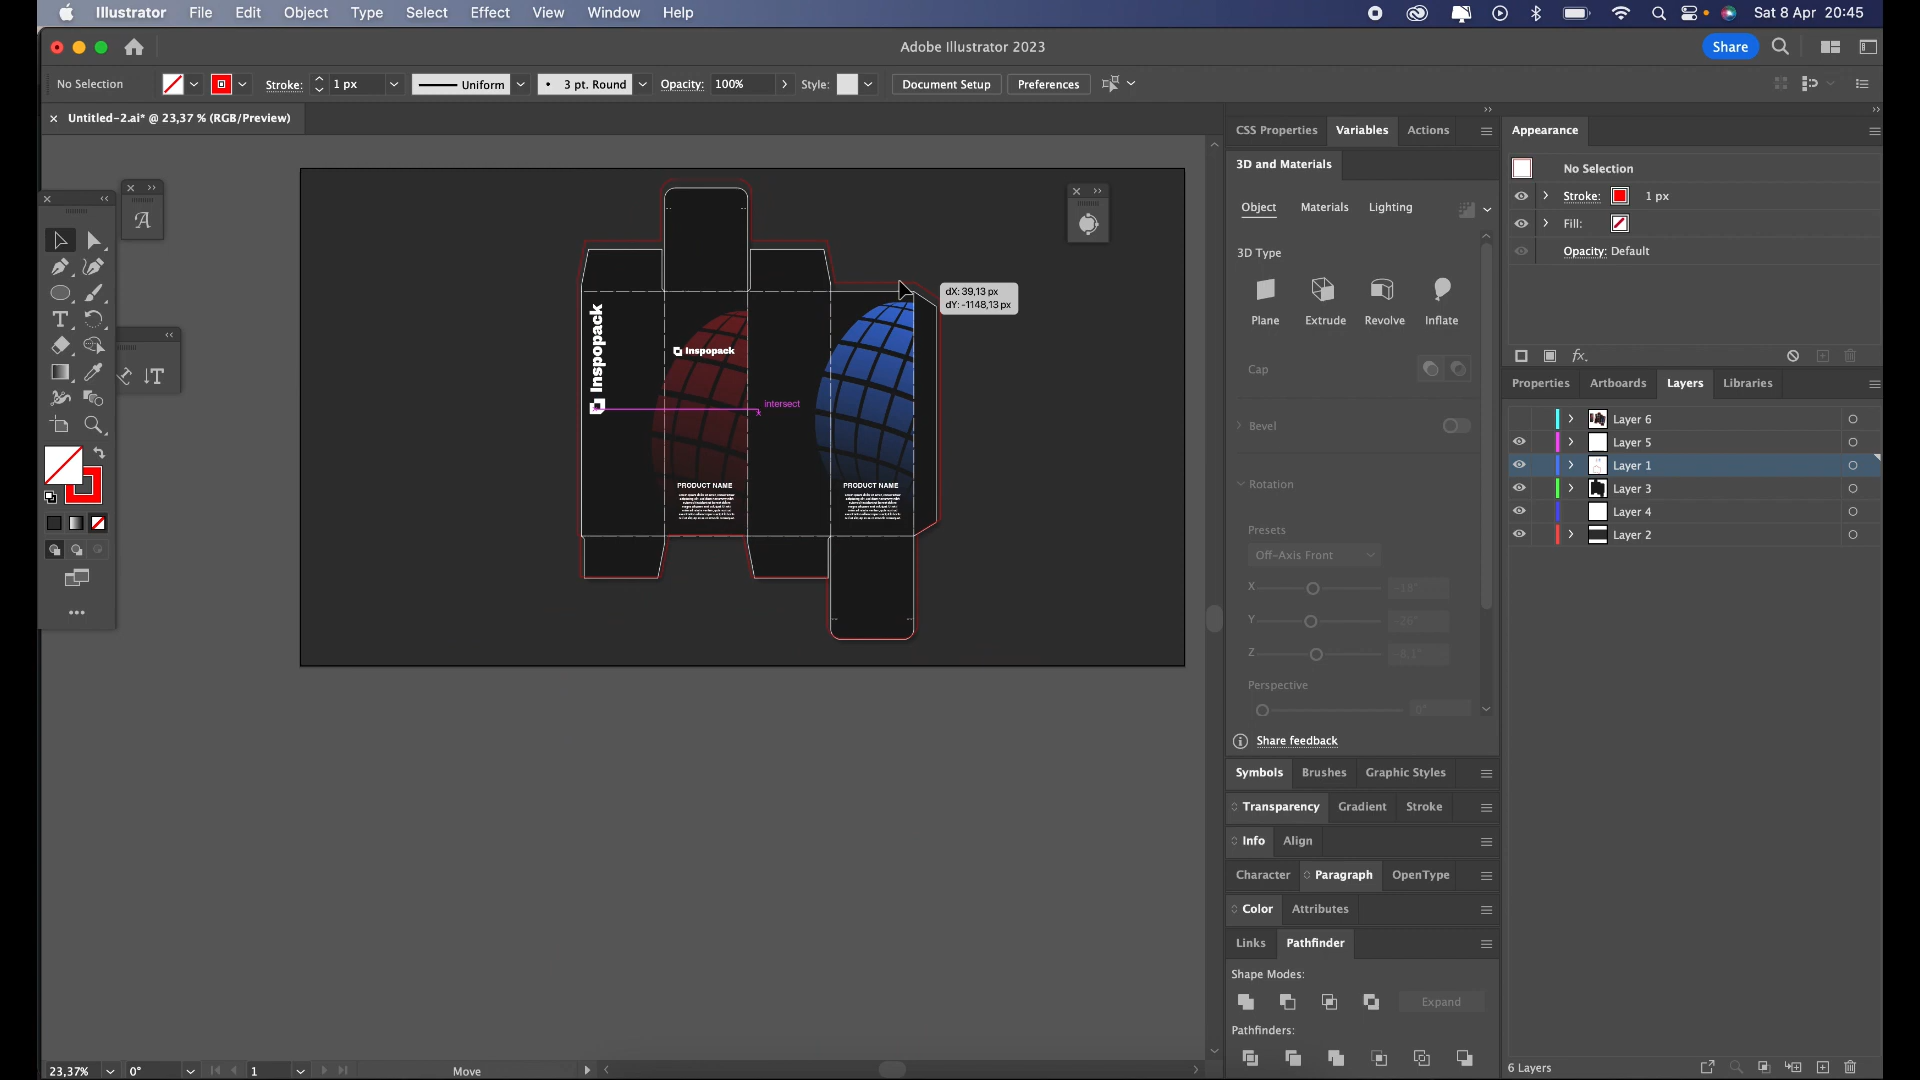 Illustrator File Edit Object Type Select Effect View Window Help Sat 8 Apr 20:45
Adobe Illustrator 2023 Share
No Selection Stroke: 1 px Uniform 3 pt. Round Opacity: 100% Style: Document Setup Preferences
× Untitled-2.ai* @ 23,37 % (RGB/Preview)
CSS Properties Variables Actions
3D and Materials
Object Materials Lighting
3D Type
Plane Extrude Revolve Inflate
Cap
Bevel
Rotation
Presets
Off-Axis Front
X -18°
Y -26°
Z -8,1°
Perspective
0°
Share feedback
Symbols Brushes Graphic Styles
Transparency Gradient Stroke
Info Align
Character Paragraph OpenType
Color Attributes
Links Pathfinder
Shape Modes:
Expand
Pathfinders:
Appearance
No Selection
Stroke: 1 px
Fill:
Opacity: Default
fx.
Properties Artboards Layers Libraries
Layer 6
Layer 5
Layer 1
Layer 3
Layer 4
Layer 2
6 Layers
dX: 39,13 px
dY: -1148,13 px
Inspopack
Inspopack
intersect
PRODUCT NAME
PRODUCT NAME
23,37% 0° 1 Move